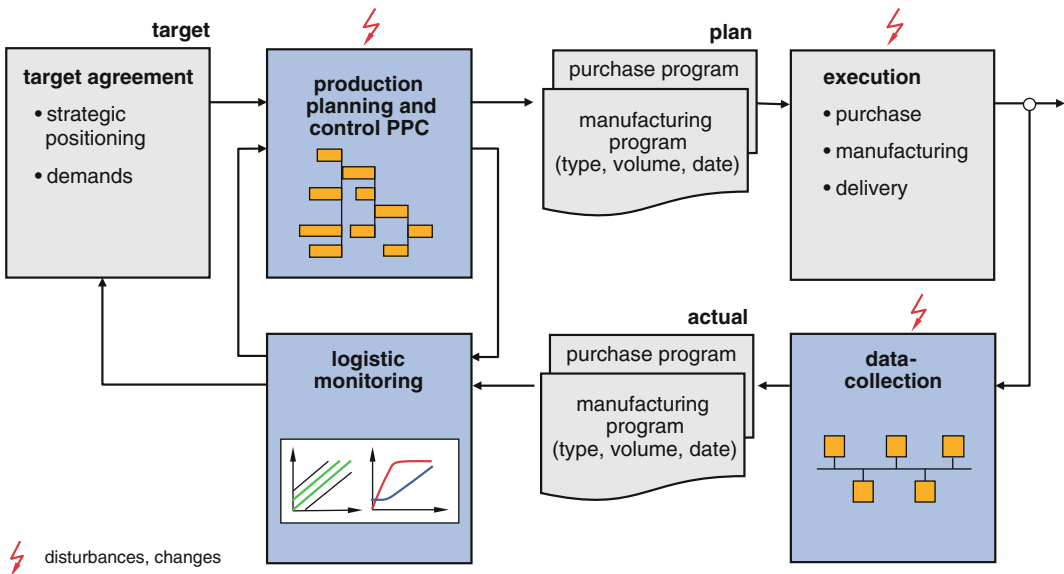 target
target agreement
• strategic
positioning
• demands
production
planning and
control PPC
plan
purchase program
manufacturing
program
(type, volume, date)
execution
• purchase
• manufacturing
• delivery
logistic
monitoring
actual
purchase program
manufacturing
program
(type, volume, date)
data-
collection
disturbances, changes